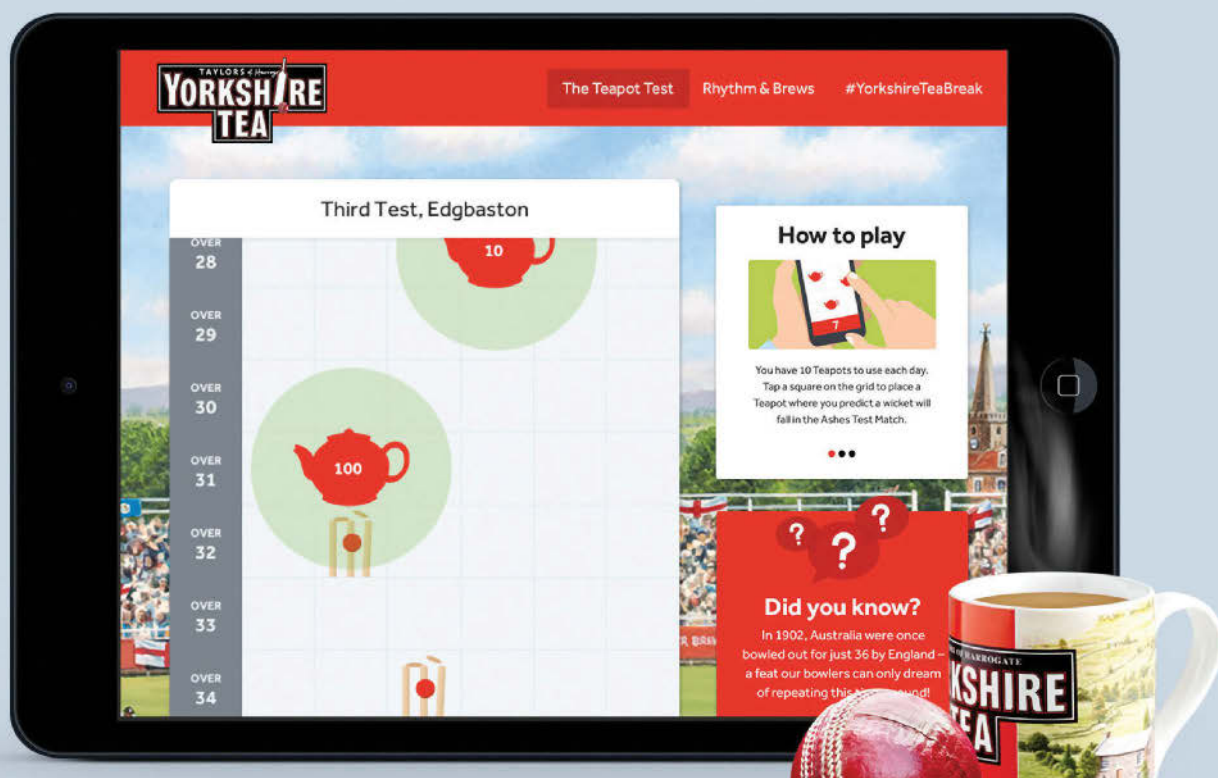 TAYLORS of Harrogate
YORKSHIRE
TEA
The Teapot Test
Rhythm & Brews
#YorkshireTeaBreak
Third Test, Edgbaston
OVER
28
10
OVER
29
OVER
30
OVER
31
100
OVER
32
OVER
33
OVER
34
How to play
7
You have 10 Teapots to use each day.
Tap a square on the grid to place a
Teapot where you predict a wicket will
fall in the Ashes Test Match.
? ? ?
Did you know?
In 1902, Australia were once
bowled out for just 36 by England –
a feat our bowlers can only dream
of repeating this
OF HARROGATE
KSHIRE
EA